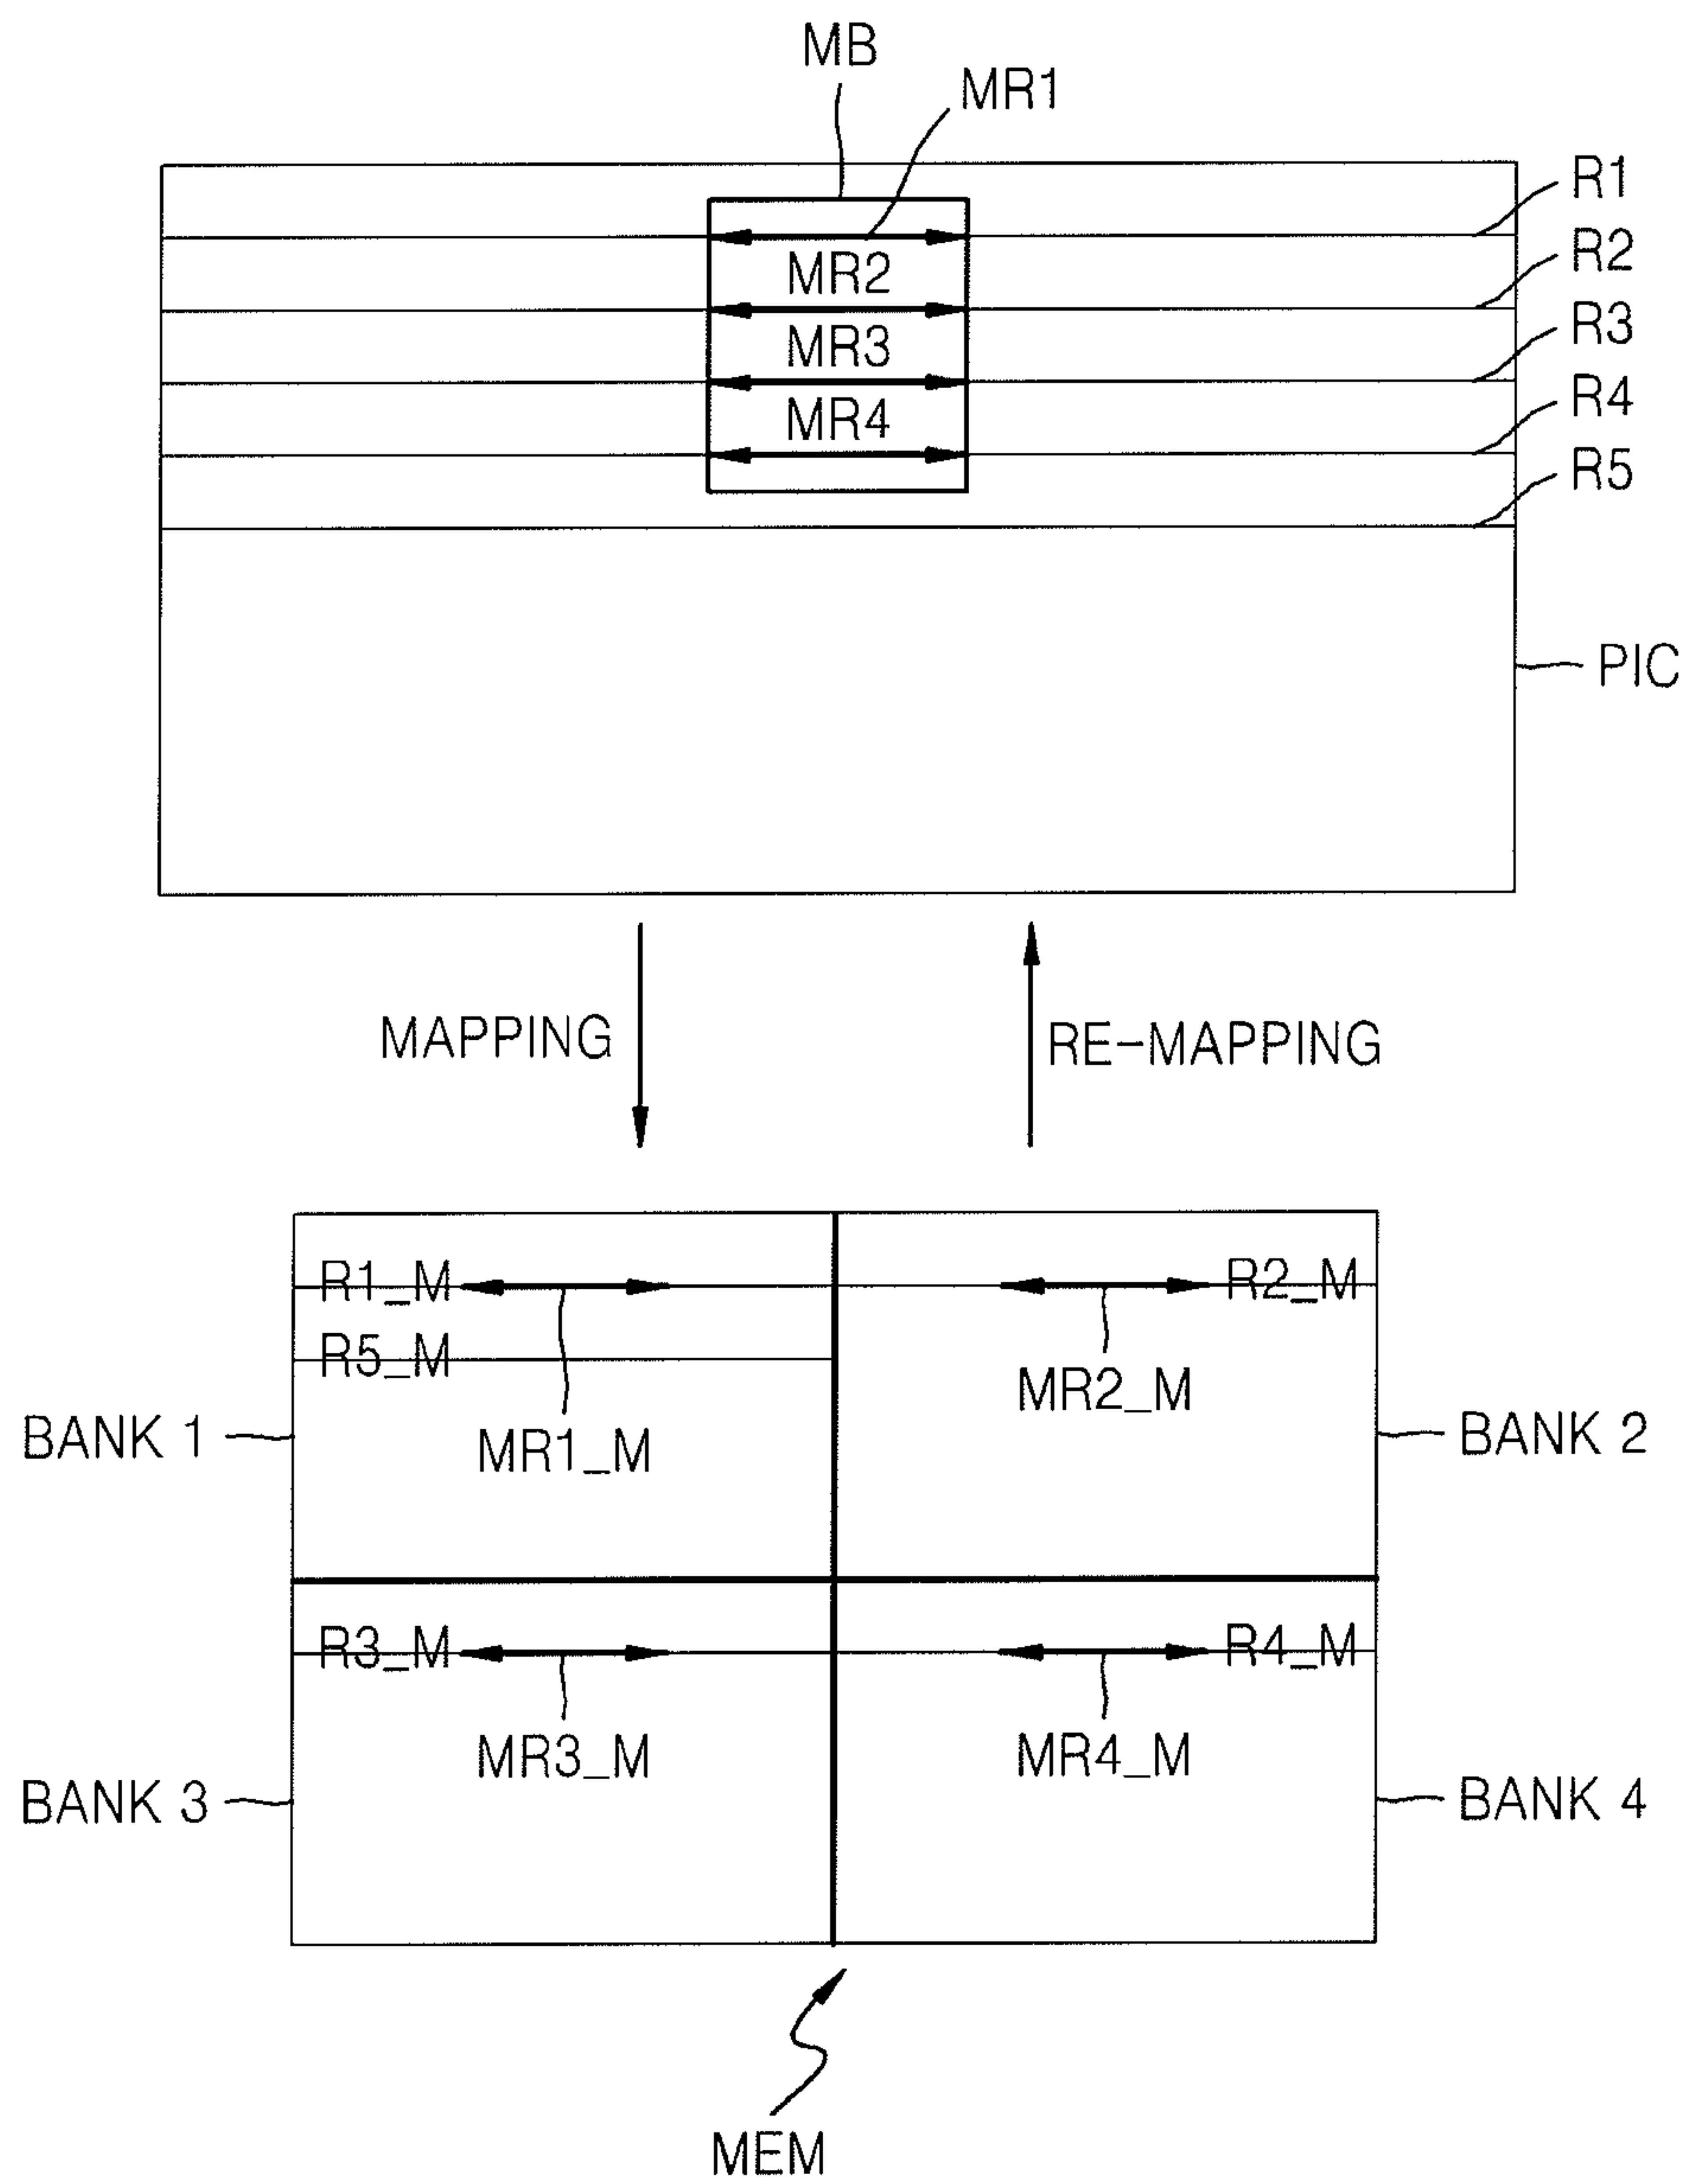 MB
MR1
R1
R2
MR2
R3
MR3
R4
MR4
R5
PIC
MAPPING
RE-MAPPING
R1_M
R2_M
R5_M
MR2_M
BANK 1
MR1_M
BANK 2
R3_M
R4_M
MR3_M
MR4_M
BANK 3
BANK 4
MEM